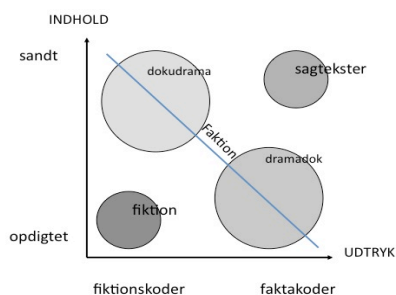 INDHOLD
sandt
dokudrama
sagtekster
Faktion
dramadok
fiktion
opdigtet
UDTRYK
fiktionskoder
faktakoder